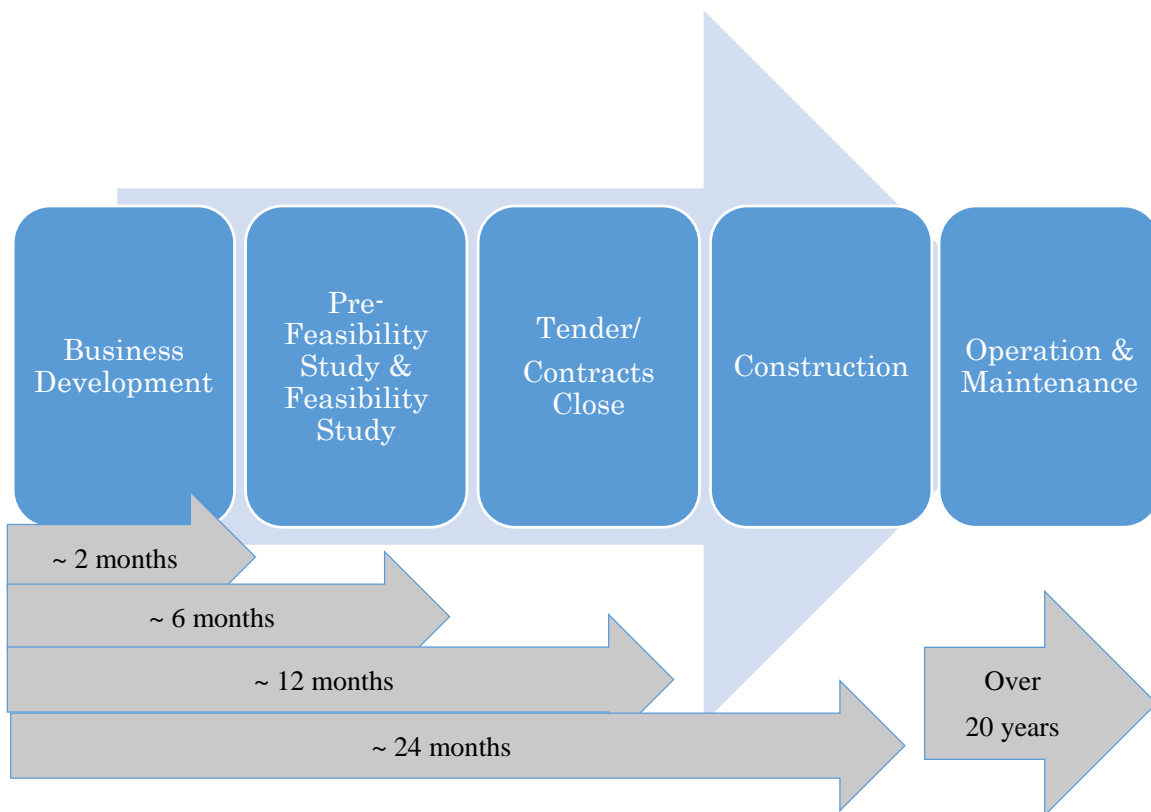 Business
Development
Pre-
Feasibility
Study &
Feasibility
Study
Tender/
Contracts
Close
Construction
Operation &
Maintenance
~ 2 months
~ 6 months
~ 12 months
~ 24 months
Over
20 years